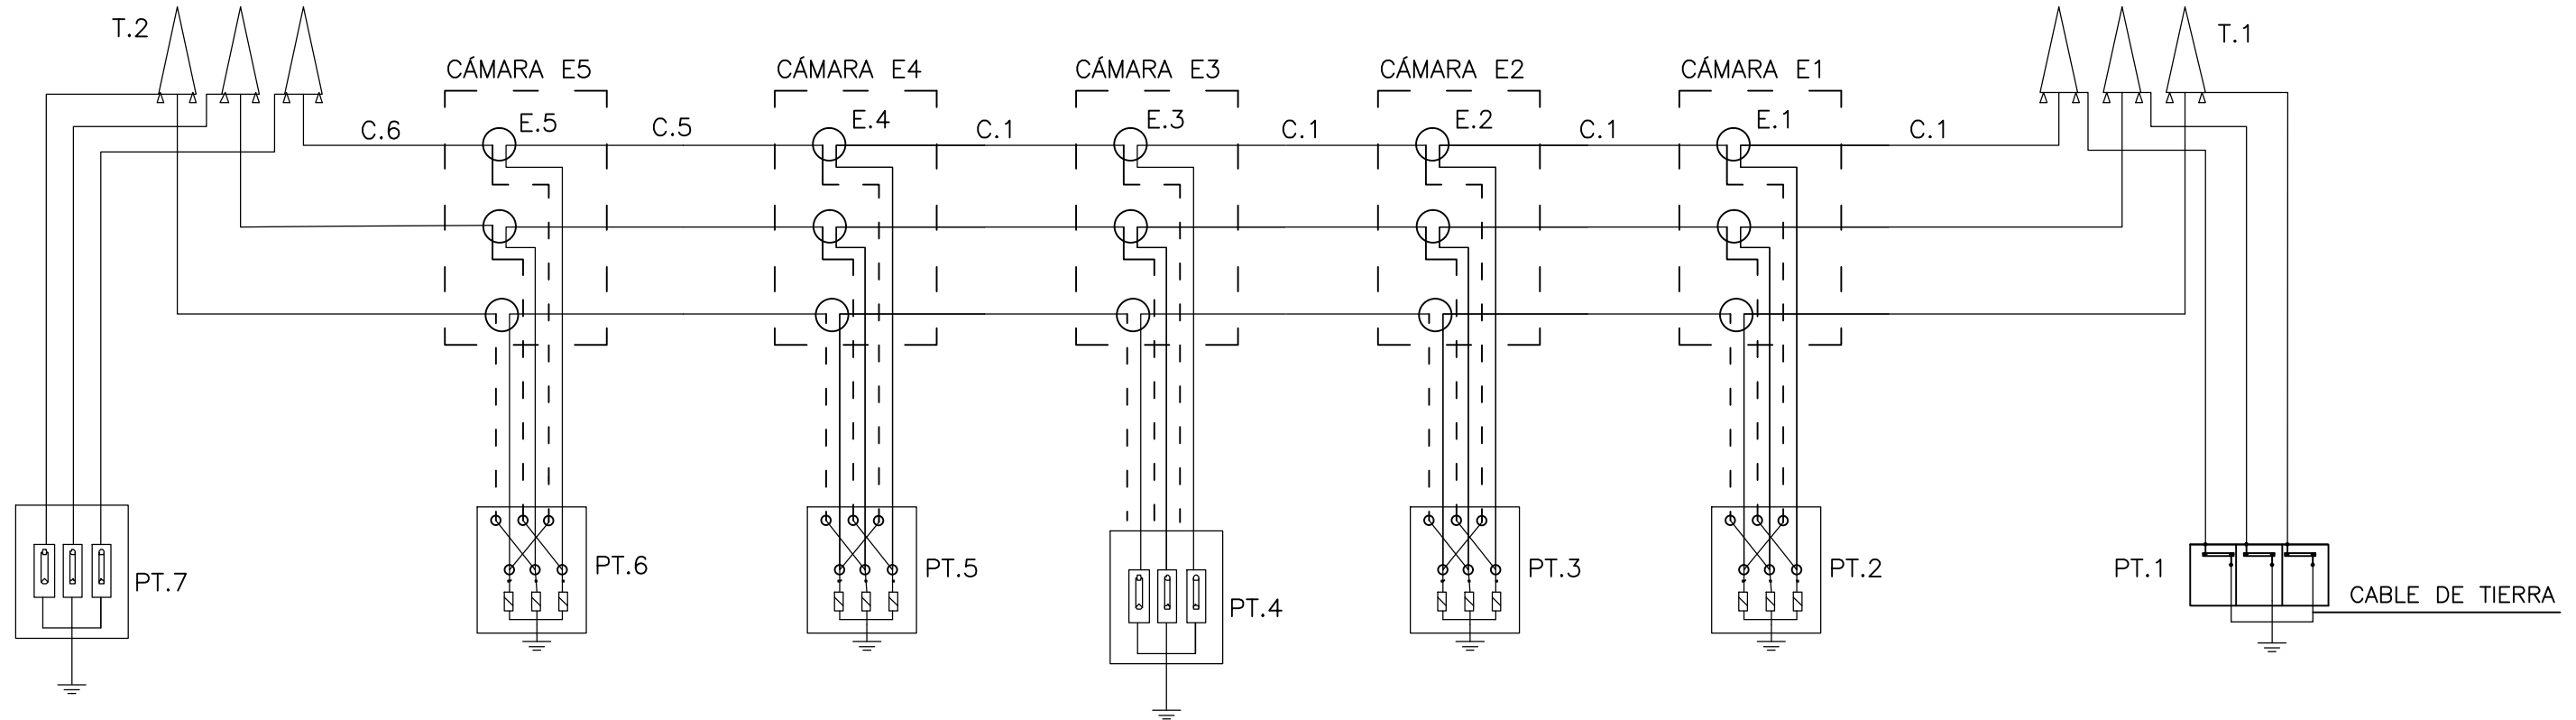 T.2
T.1
CÁMARA E5
CÁMARA E4
CÁMARA E3
CÁMARA E2
CÁMARA E1
C.6
E.5
C.5
E.4
C.1
E.3
C.1
E.2
C.1
E.1
C.1
PT.7
PT.6
PT.5
PT.4
PT.3
PT.2
PT.1
CABLE DE TIERRA